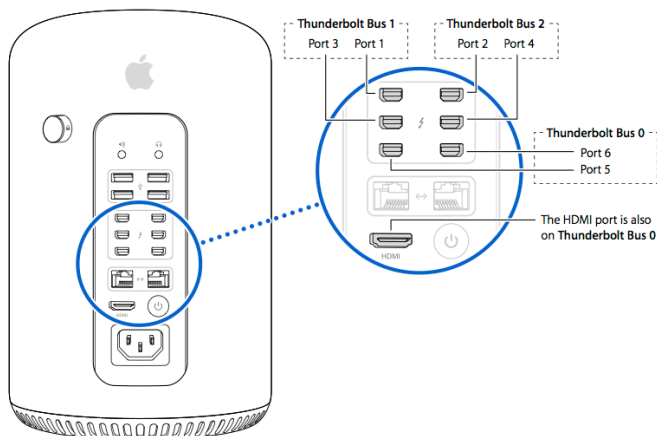 Thunderbolt Bus 1
Port 3 Port 1
Thunderbolt Bus 2
Port 2 Port 4
Thunderbolt Bus 0
Port 6
Port 5
The HDMI port is also
on Thunderbolt Bus 0
HDMI
HDMI